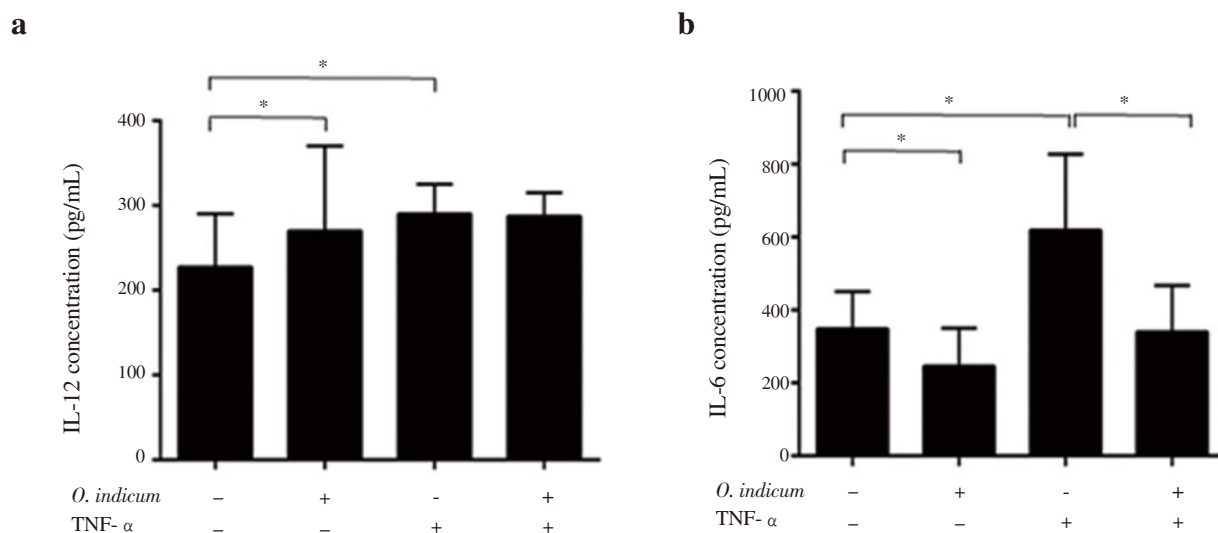 a
*
*
400
300
200
100
0
IL-12 concentration (pg/mL)
O. indicum – + - +
TNF- α – – + +
b
1000
800
600
400
200
0
IL-6 concentration (pg/mL)
*
*
*
O. indicum – + - +
TNF- α – – + +